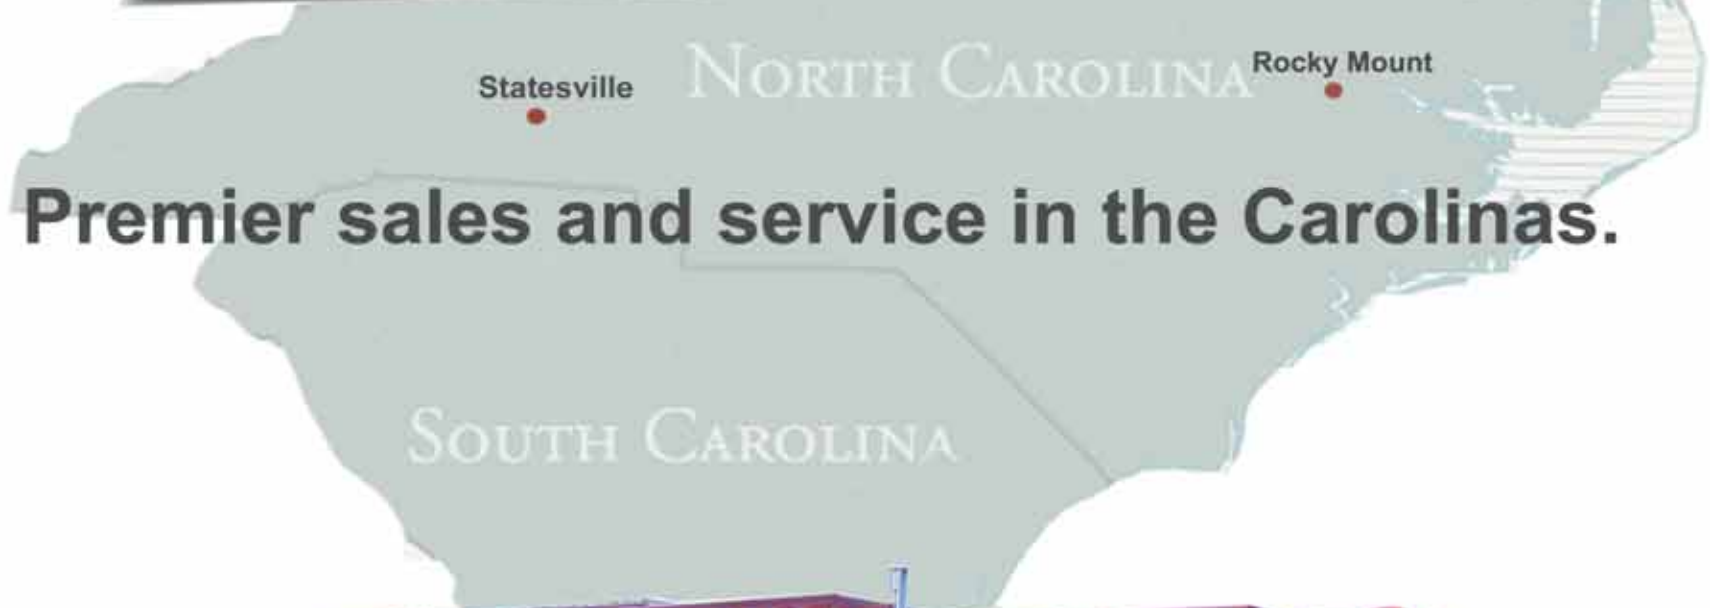 NORTH CAROLINA
Rocky Mount
Statesville
Premier sales and service in the Carolinas.
SOUTH CAROLINA